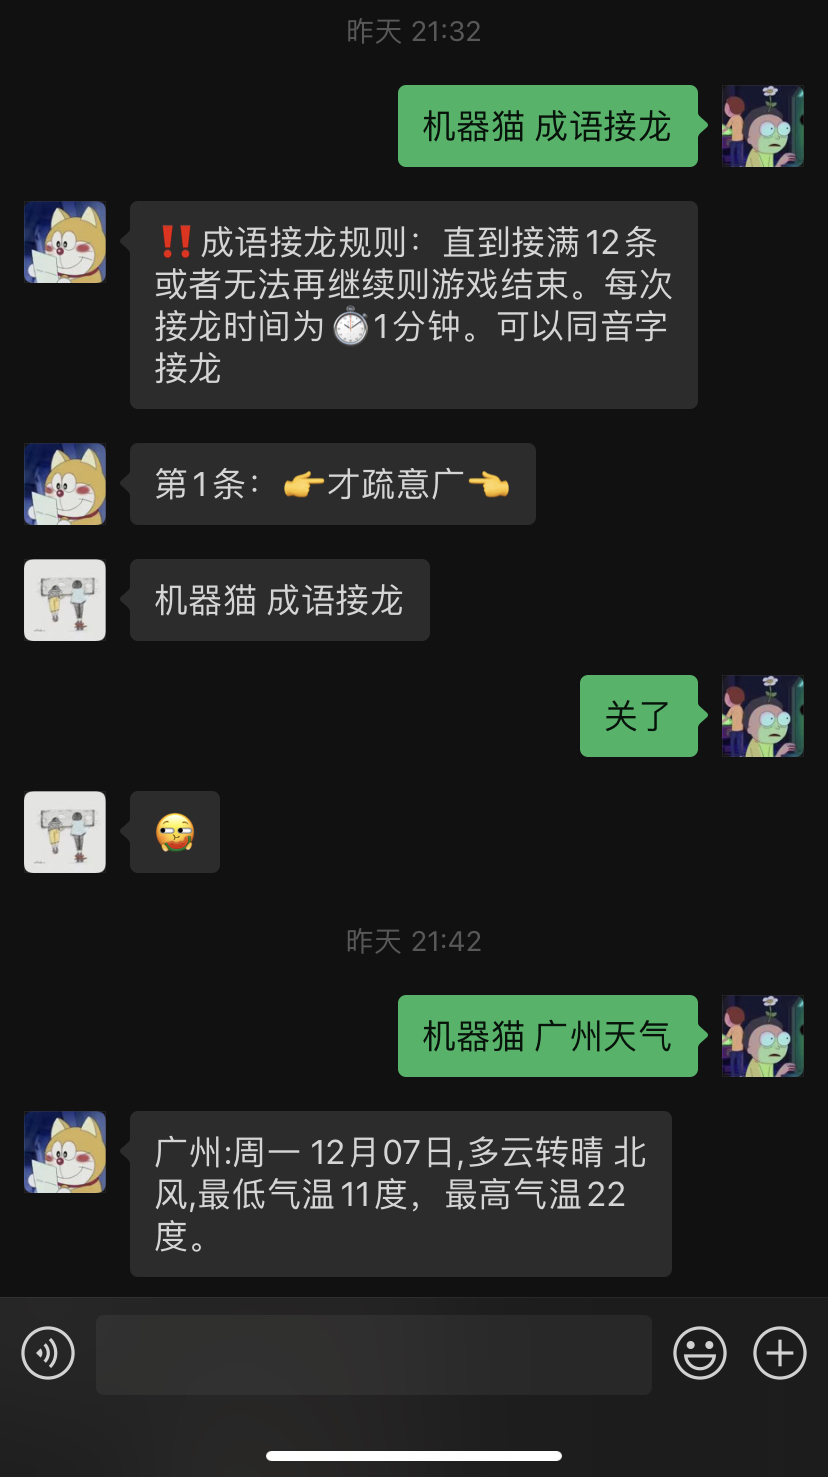 昨天 21:32
机器猫 成语接龙
‼️成语接龙规则：直到接满12条
或者无法再继续则游戏结束。每次
接龙时间为⏱1分钟。可以同音字
接龙
第1条：👉才疏意广👈
机器猫 成语接龙
关了
昨天 21:42
机器猫 广州天气
广州:周一 12月07日,多云转晴 北
风,最低气温11度，最高气温22
度。